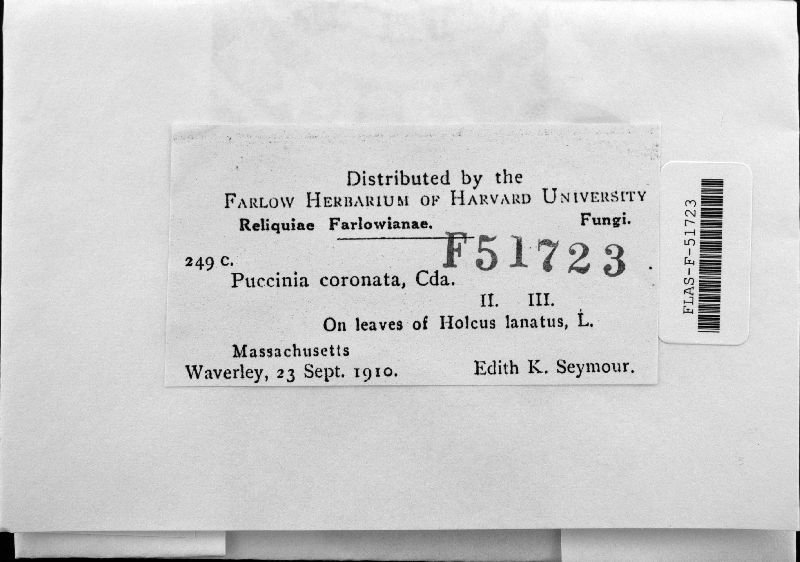 Distributed by the
FARLOW HERBARIUM OF HARVARD UNIVERSITY
Reliquiae Farlowianae. Fungi.
F51723
249 c.
Puccinia coronata, Cda.
II. III.
On leaves of Holcus lanatus, L.
Massachusetts
Waverley, 23 Sept. 1910. Edith K. Seymour.
FLAS-F-51723